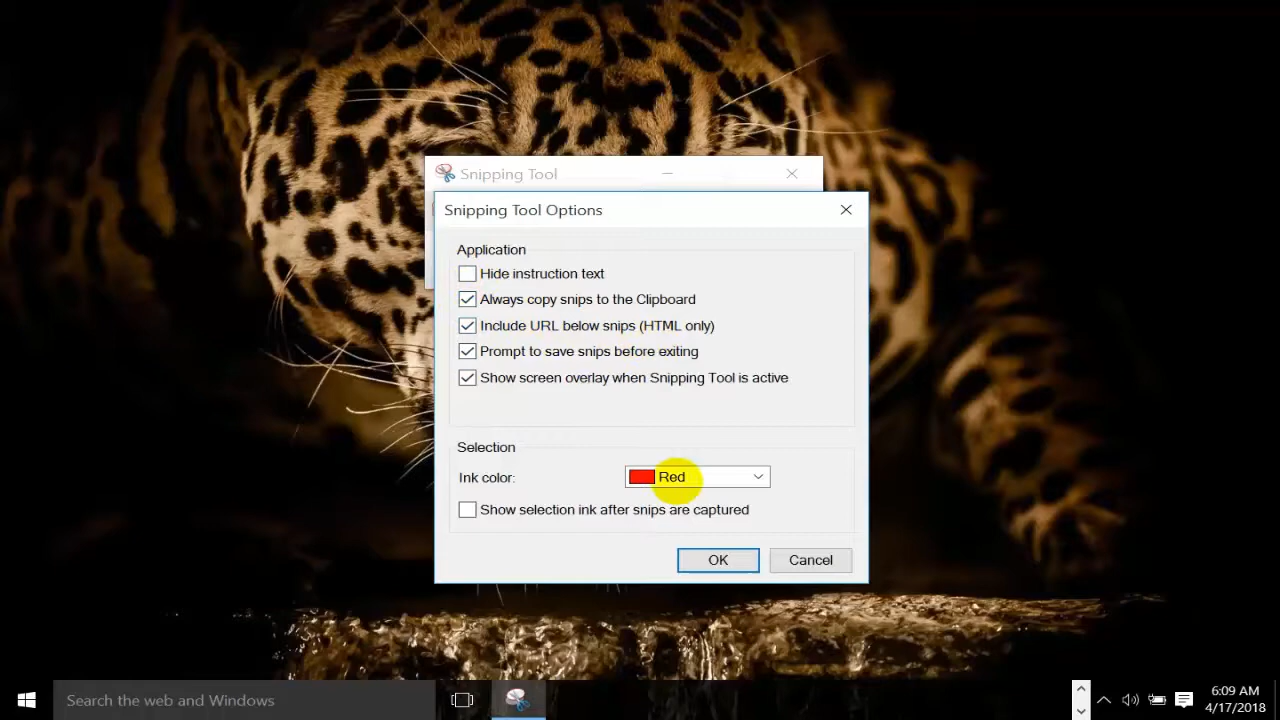 Snipping Tool
Snipping Tool Options
Application
Hide instruction text
Always copy snips to the Clipboard
Include URL below snips (HTML only)
Prompt to save snips before exiting
Show screen overlay when Snipping Tool is active
Selection
Ink color: Red
Show selection ink after snips are captured
OK Cancel
Search the web and Windows
6:09 AM
4/17/2018